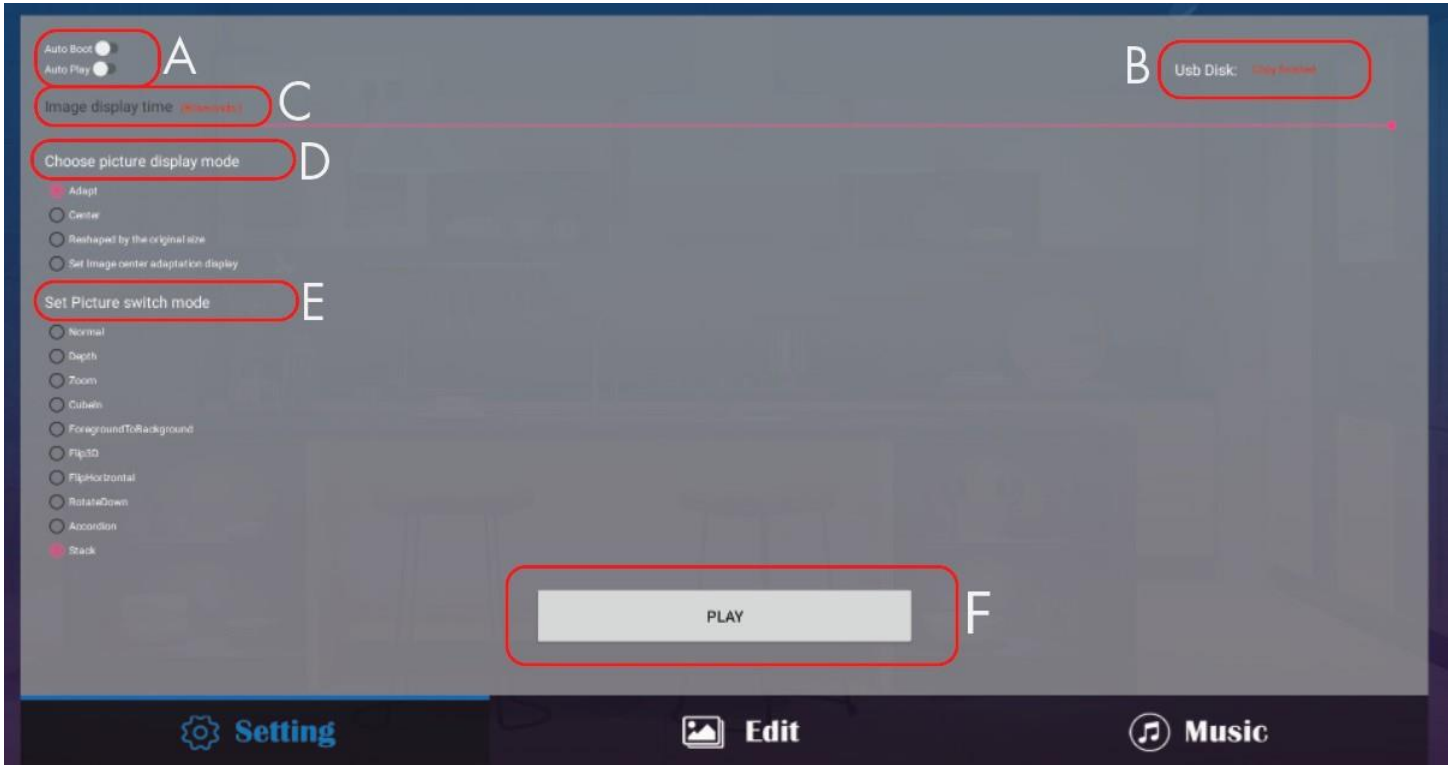 Auto Boot
A
Auto Play
B
Usb Disk: Copy finished
Image display time
C
Choose picture display mode
D
Adapt
Center
Reshaped by the original size
Set Image center adaptation display
Set Picture switch mode
E
Normal
Depth
Zoom
CubeIn
ForegroundToBackground
Flip3D
FlipHorizontal
RotateDown
Accordion
Stack
PLAY
F
Setting
Edit
Music